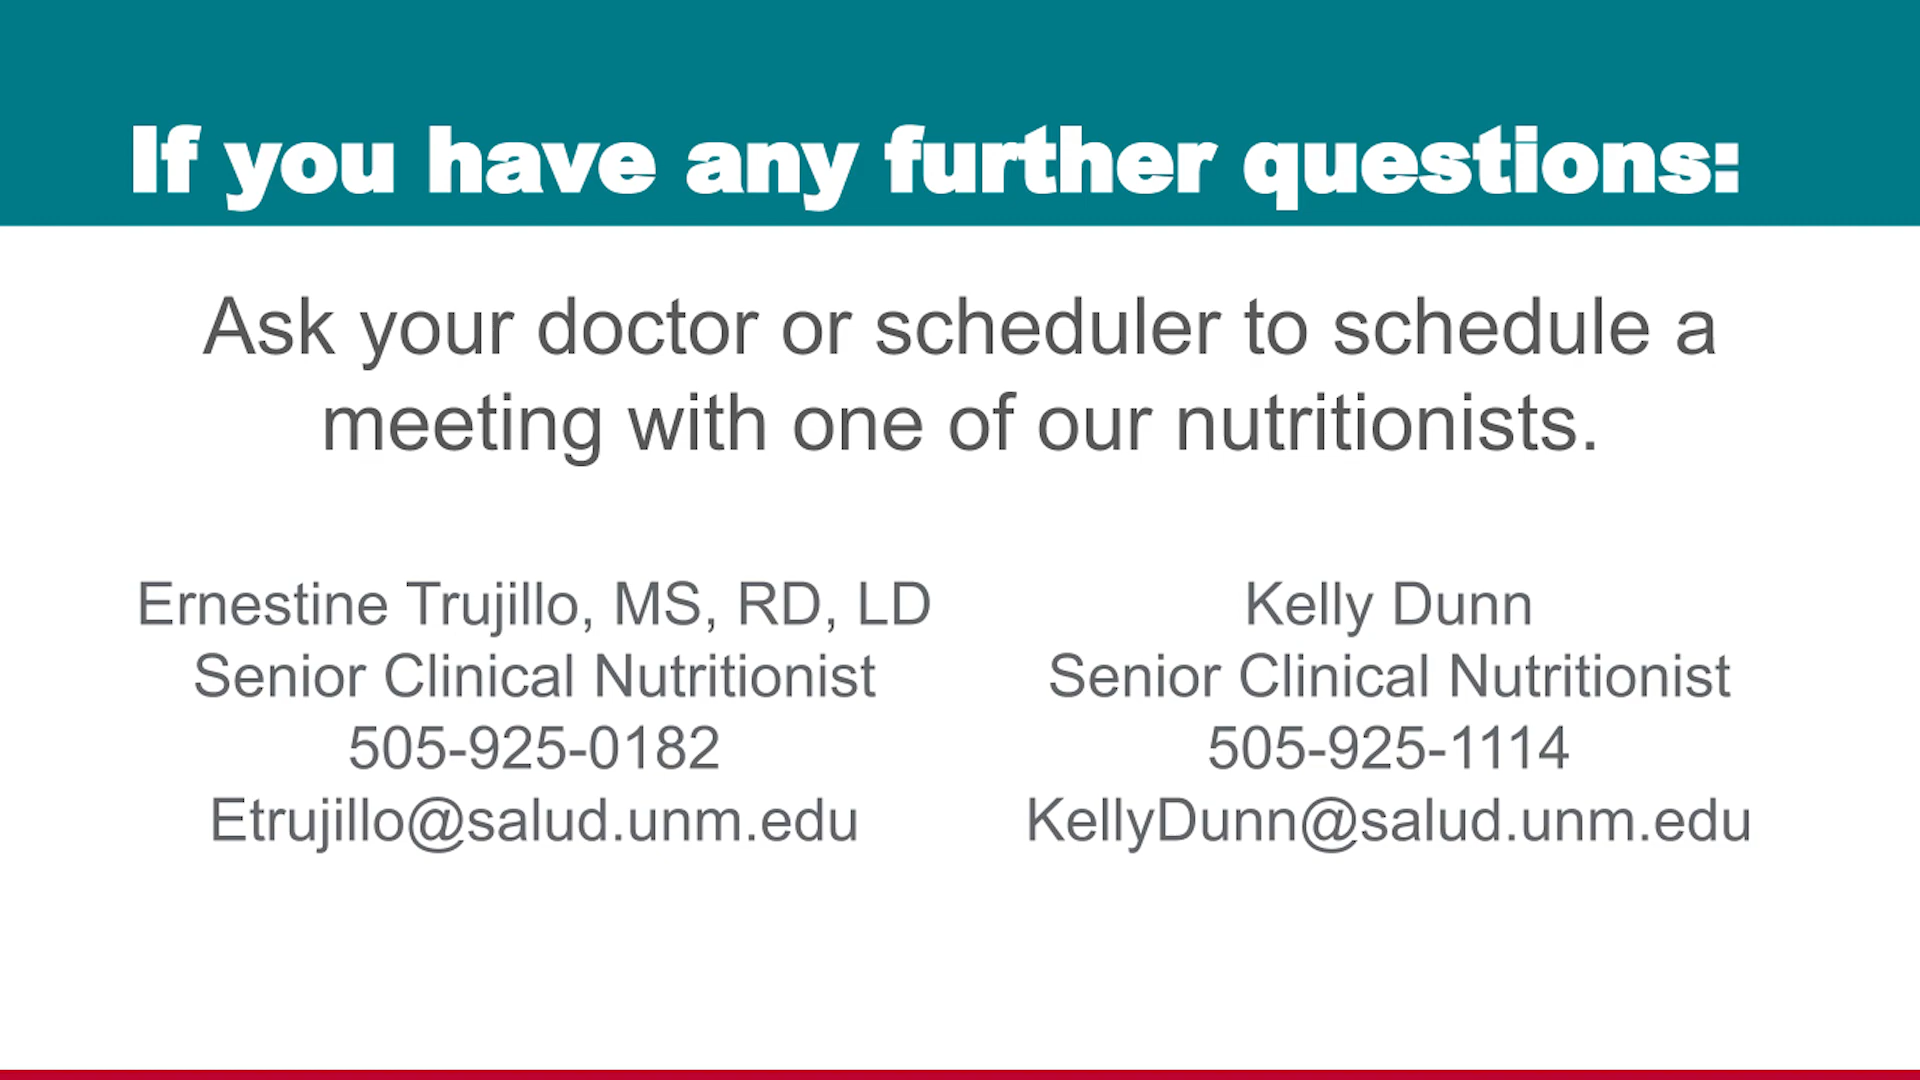 If you have any further questions:
Ask your doctor or scheduler to schedule a
meeting with one of our nutritionists.
Ernestine Trujillo, MS, RD, LD
Senior Clinical Nutritionist
505-925-0182
Etrujillo@salud.unm.edu
Kelly Dunn
Senior Clinical Nutritionist
505-925-1114
KellyDunn@salud.unm.edu